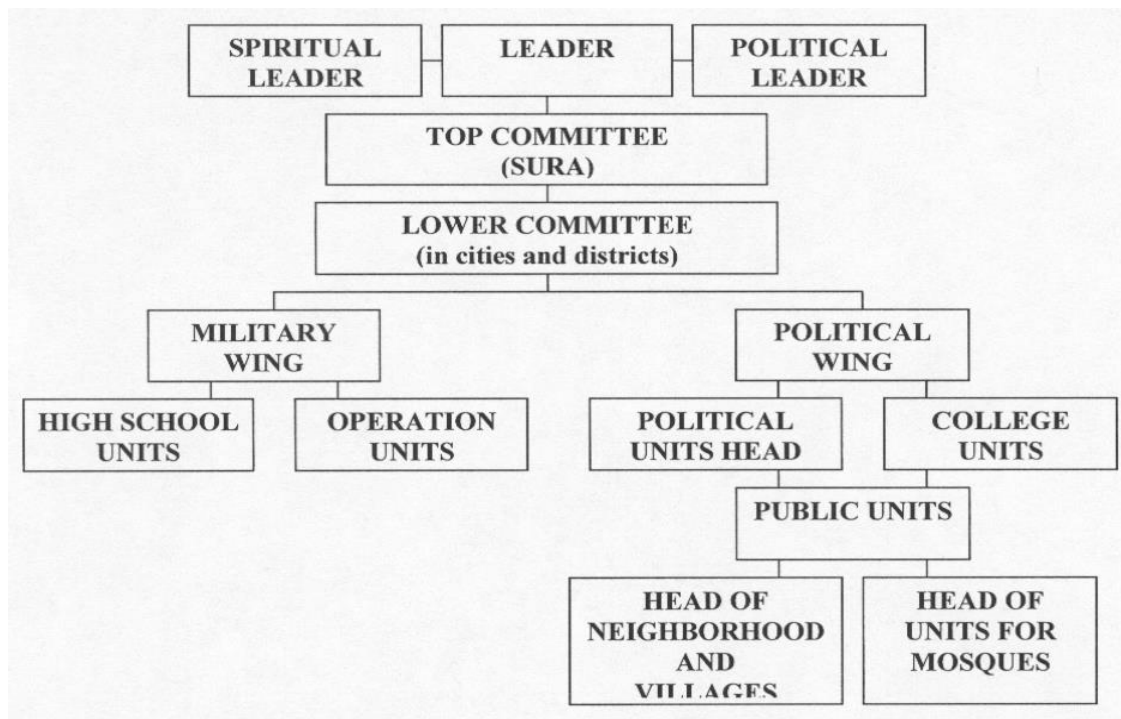 SPIRITUAL
LEADER
LEADER
POLITICAL
LEADER
TOP COMMITTEE
(SURA)
LOWER COMMITTEE
(in cities and districts)
MILITARY
WING
POLITICAL
WING
HIGH SCHOOL
UNITS
OPERATION
UNITS
POLITICAL
UNITS HEAD
COLLEGE
UNITS
PUBLIC UNITS
HEAD OF
NEIGHBORHOOD
AND
VILLAGES
HEAD OF
UNITS FOR
MOSQUES